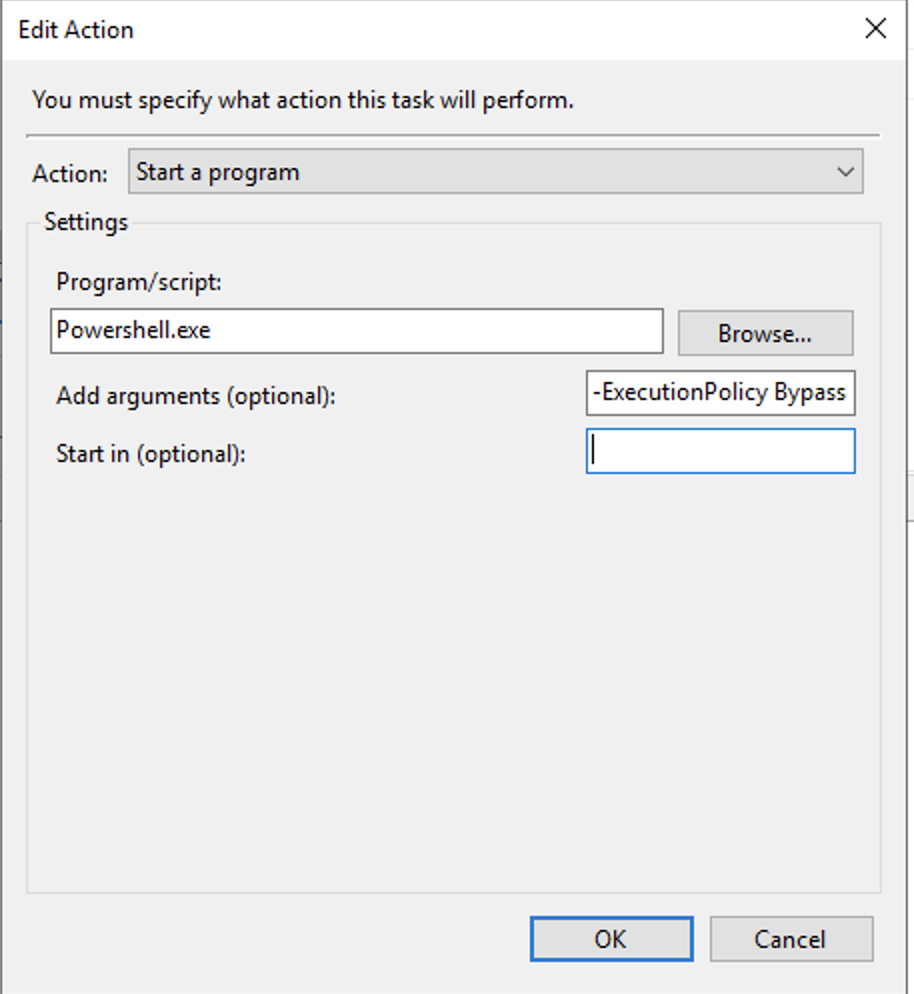 Edit Action
You must specify what action this task will perform.
Action: Start a program
Settings
Program/script:
Powershell.exe Browse...
Add arguments (optional): -ExecutionPolicy Bypass
Start in (optional):
OK Cancel